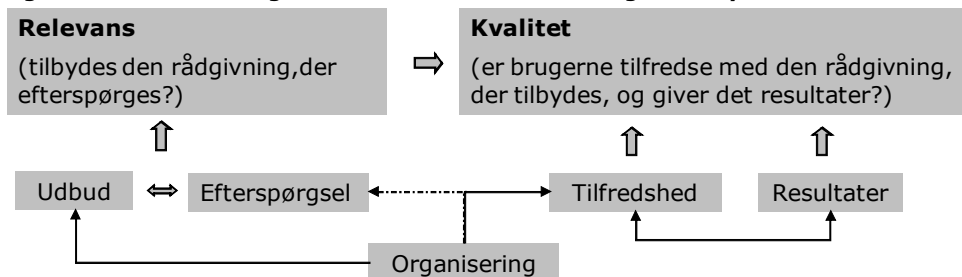 Relevans
(tilbydes den rådgivning,der
efterspørges?)
Kvalitet
(er brugerne tilfredse med den rådgivning,
der tilbydes, og giver det resultater?)
Udbud
Efterspørgsel
Tilfredshed
Resultater
Organisering